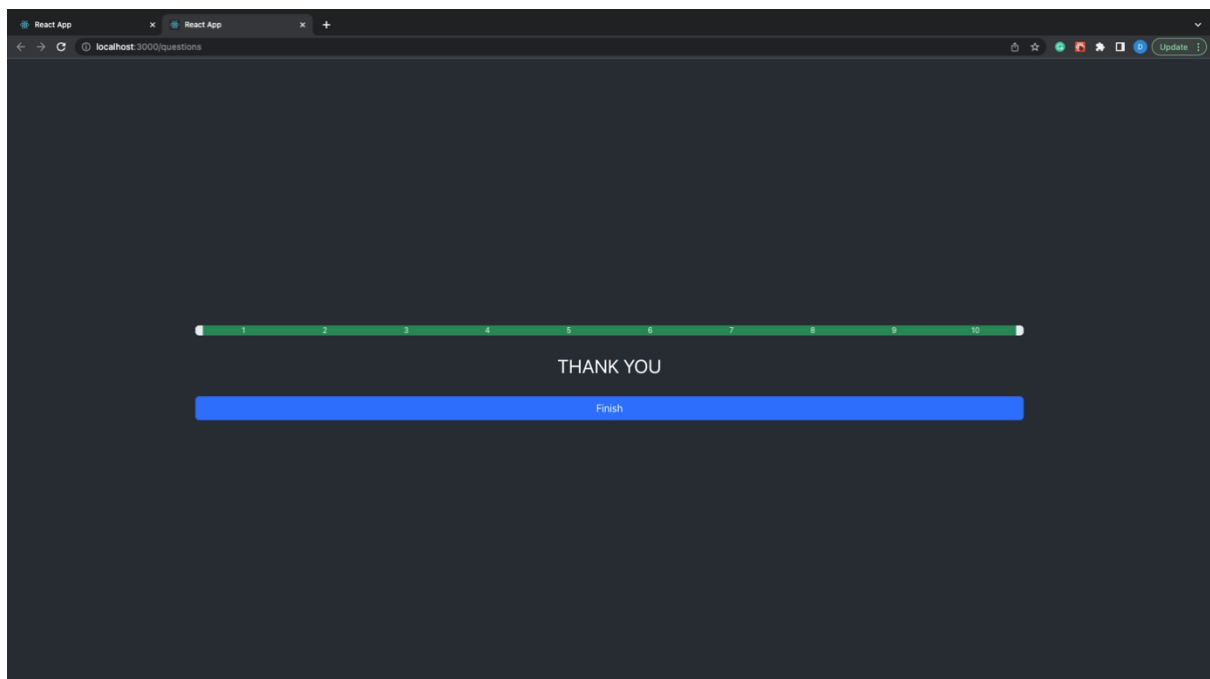 React App
React App
localhost:3000/questions
Update
1 2 3 4 5 6 7 8 9 10
THANK YOU
Finish